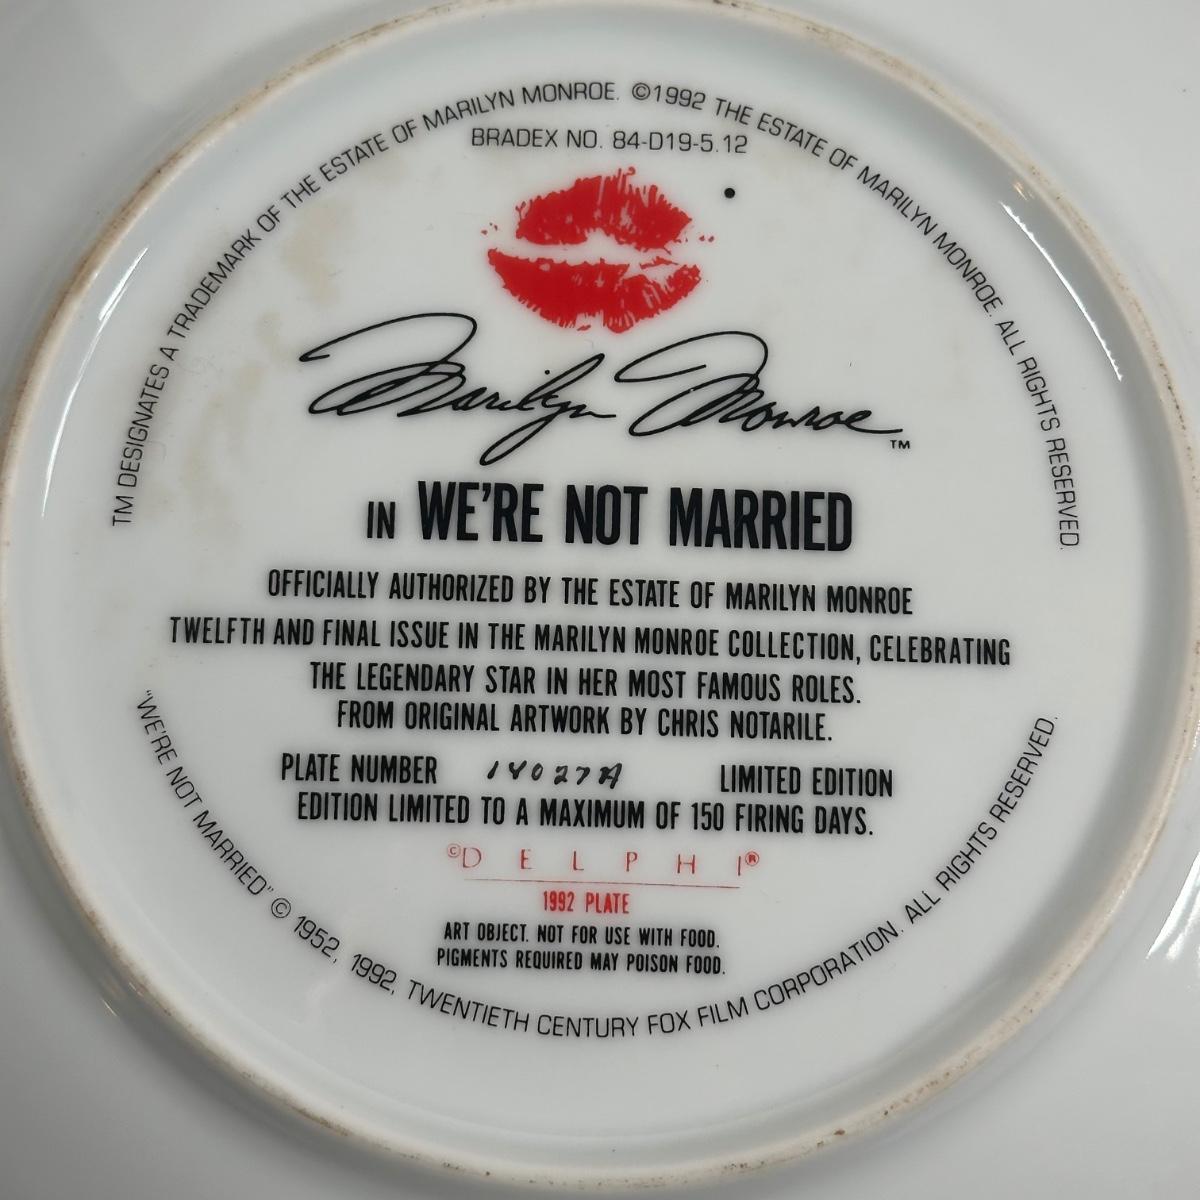 TM DESIGNATES A TRADEMARK OF THE ESTATE OF MARILYN MONROE. ©1992 THE ESTATE OF MARILYN MONROE. ALL RIGHTS RESERVED.
BRADEX NO. 84-D19-5.12
Marilyn Monroe TM
IN WE'RE NOT MARRIED
OFFICIALLY AUTHORIZED BY THE ESTATE OF MARILYN MONROE
TWELFTH AND FINAL ISSUE IN THE MARILYN MONROE COLLECTION, CELEBRATING
THE LEGENDARY STAR IN HER MOST FAMOUS ROLES.
FROM ORIGINAL ARTWORK BY CHRIS NOTARILE.
PLATE NUMBER 14027A LIMITED EDITION
EDITION LIMITED TO A MAXIMUM OF 150 FIRING DAYS.
©DELPHI®
1992 PLATE
ART OBJECT. NOT FOR USE WITH FOOD.
PIGMENTS REQUIRED MAY POISON FOOD.
"WE'RE NOT MARRIED" © 1952, 1992, TWENTIETH CENTURY FOX FILM CORPORATION. ALL RIGHTS RESERVED.